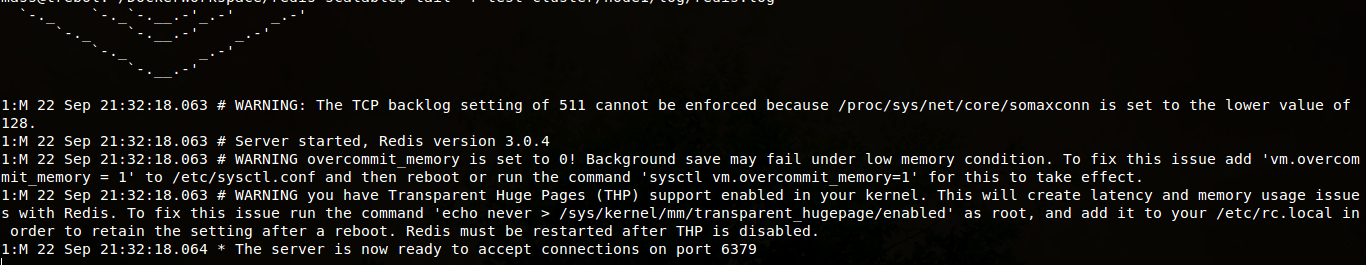 1:M 22 Sep 21:32:18.063 # WARNING: The TCP backlog setting of 511 cannot be enforced because /proc/sys/net/core/somaxconn is set to the lower value of
128.
1:M 22 Sep 21:32:18.063 # Server started, Redis version 3.0.4
1:M 22 Sep 21:32:18.063 # WARNING overcommit_memory is set to 0! Background save may fail under low memory condition. To fix this issue add 'vm.overcom
mit_memory = 1' to /etc/sysctl.conf and then reboot or run the command 'sysctl vm.overcommit_memory=1' for this to take effect.
1:M 22 Sep 21:32:18.063 # WARNING you have Transparent Huge Pages (THP) support enabled in your kernel. This will create latency and memory usage issue
s with Redis. To fix this issue run the command 'echo never > /sys/kernel/mm/transparent_hugepage/enabled' as root, and add it to your /etc/rc.local in
order to retain the setting after a reboot. Redis must be restarted after THP is disabled.
1:M 22 Sep 21:32:18.064 * The server is now ready to accept connections on port 6379